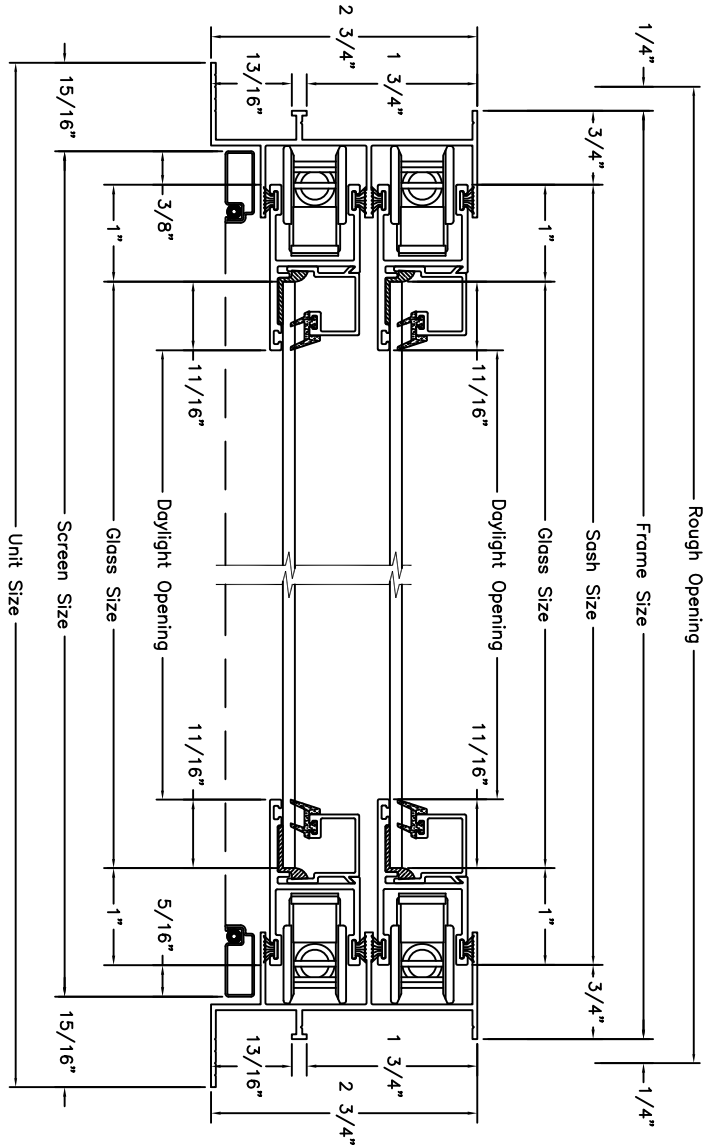 Rough Opening
1/4"
1/4"
Frame Size
3/4"
Sash Size
3/4"
1"
Glass Size
1"
11/16"
Daylight Opening
11/16"
2 3/4"
1 3/4"
13/16"
2 3/4"
1 3/4"
13/16"
11/16"
Daylight Opening
11/16"
1"
Glass Size
1"
3/8"
Screen Size
5/16"
15/16"
Unit Size
15/16"